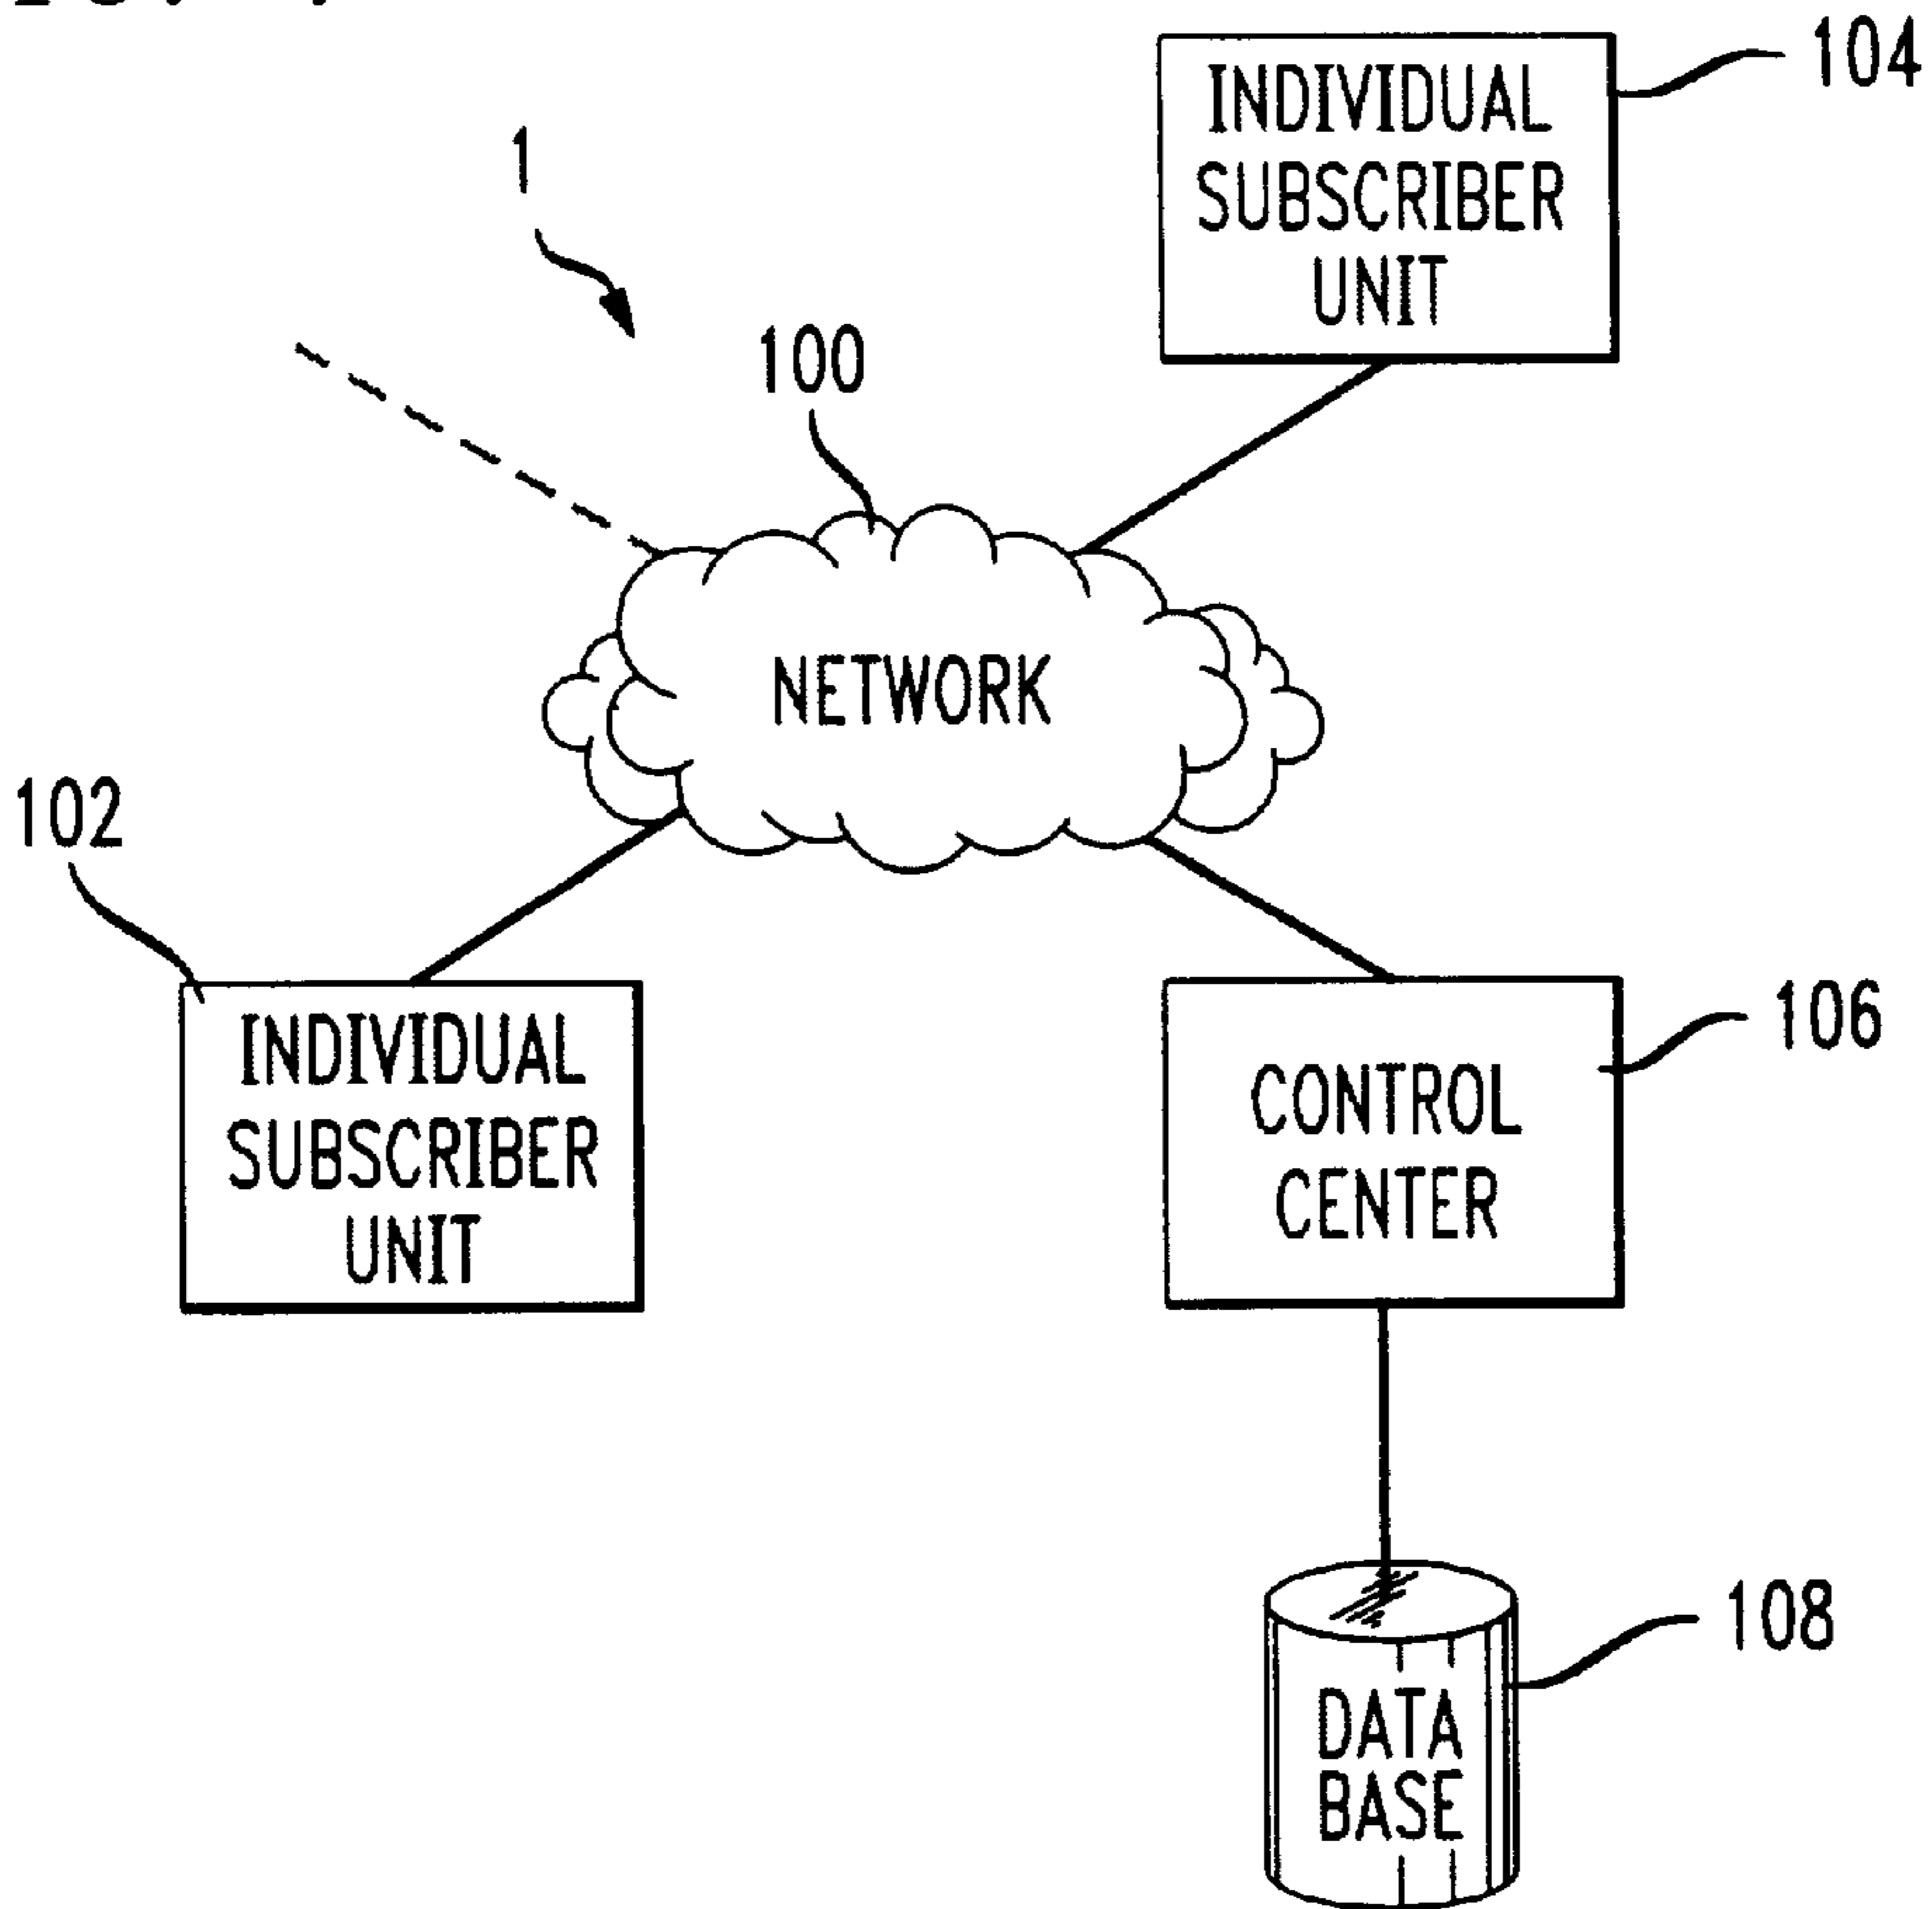 104
INDIVIDUAL
SUBSCRIBER
UNIT
1
100
NETWORK
102
INDIVIDUAL
SUBSCRIBER
UNIT
106
CONTROL
CENTER
108
DATA
BASE